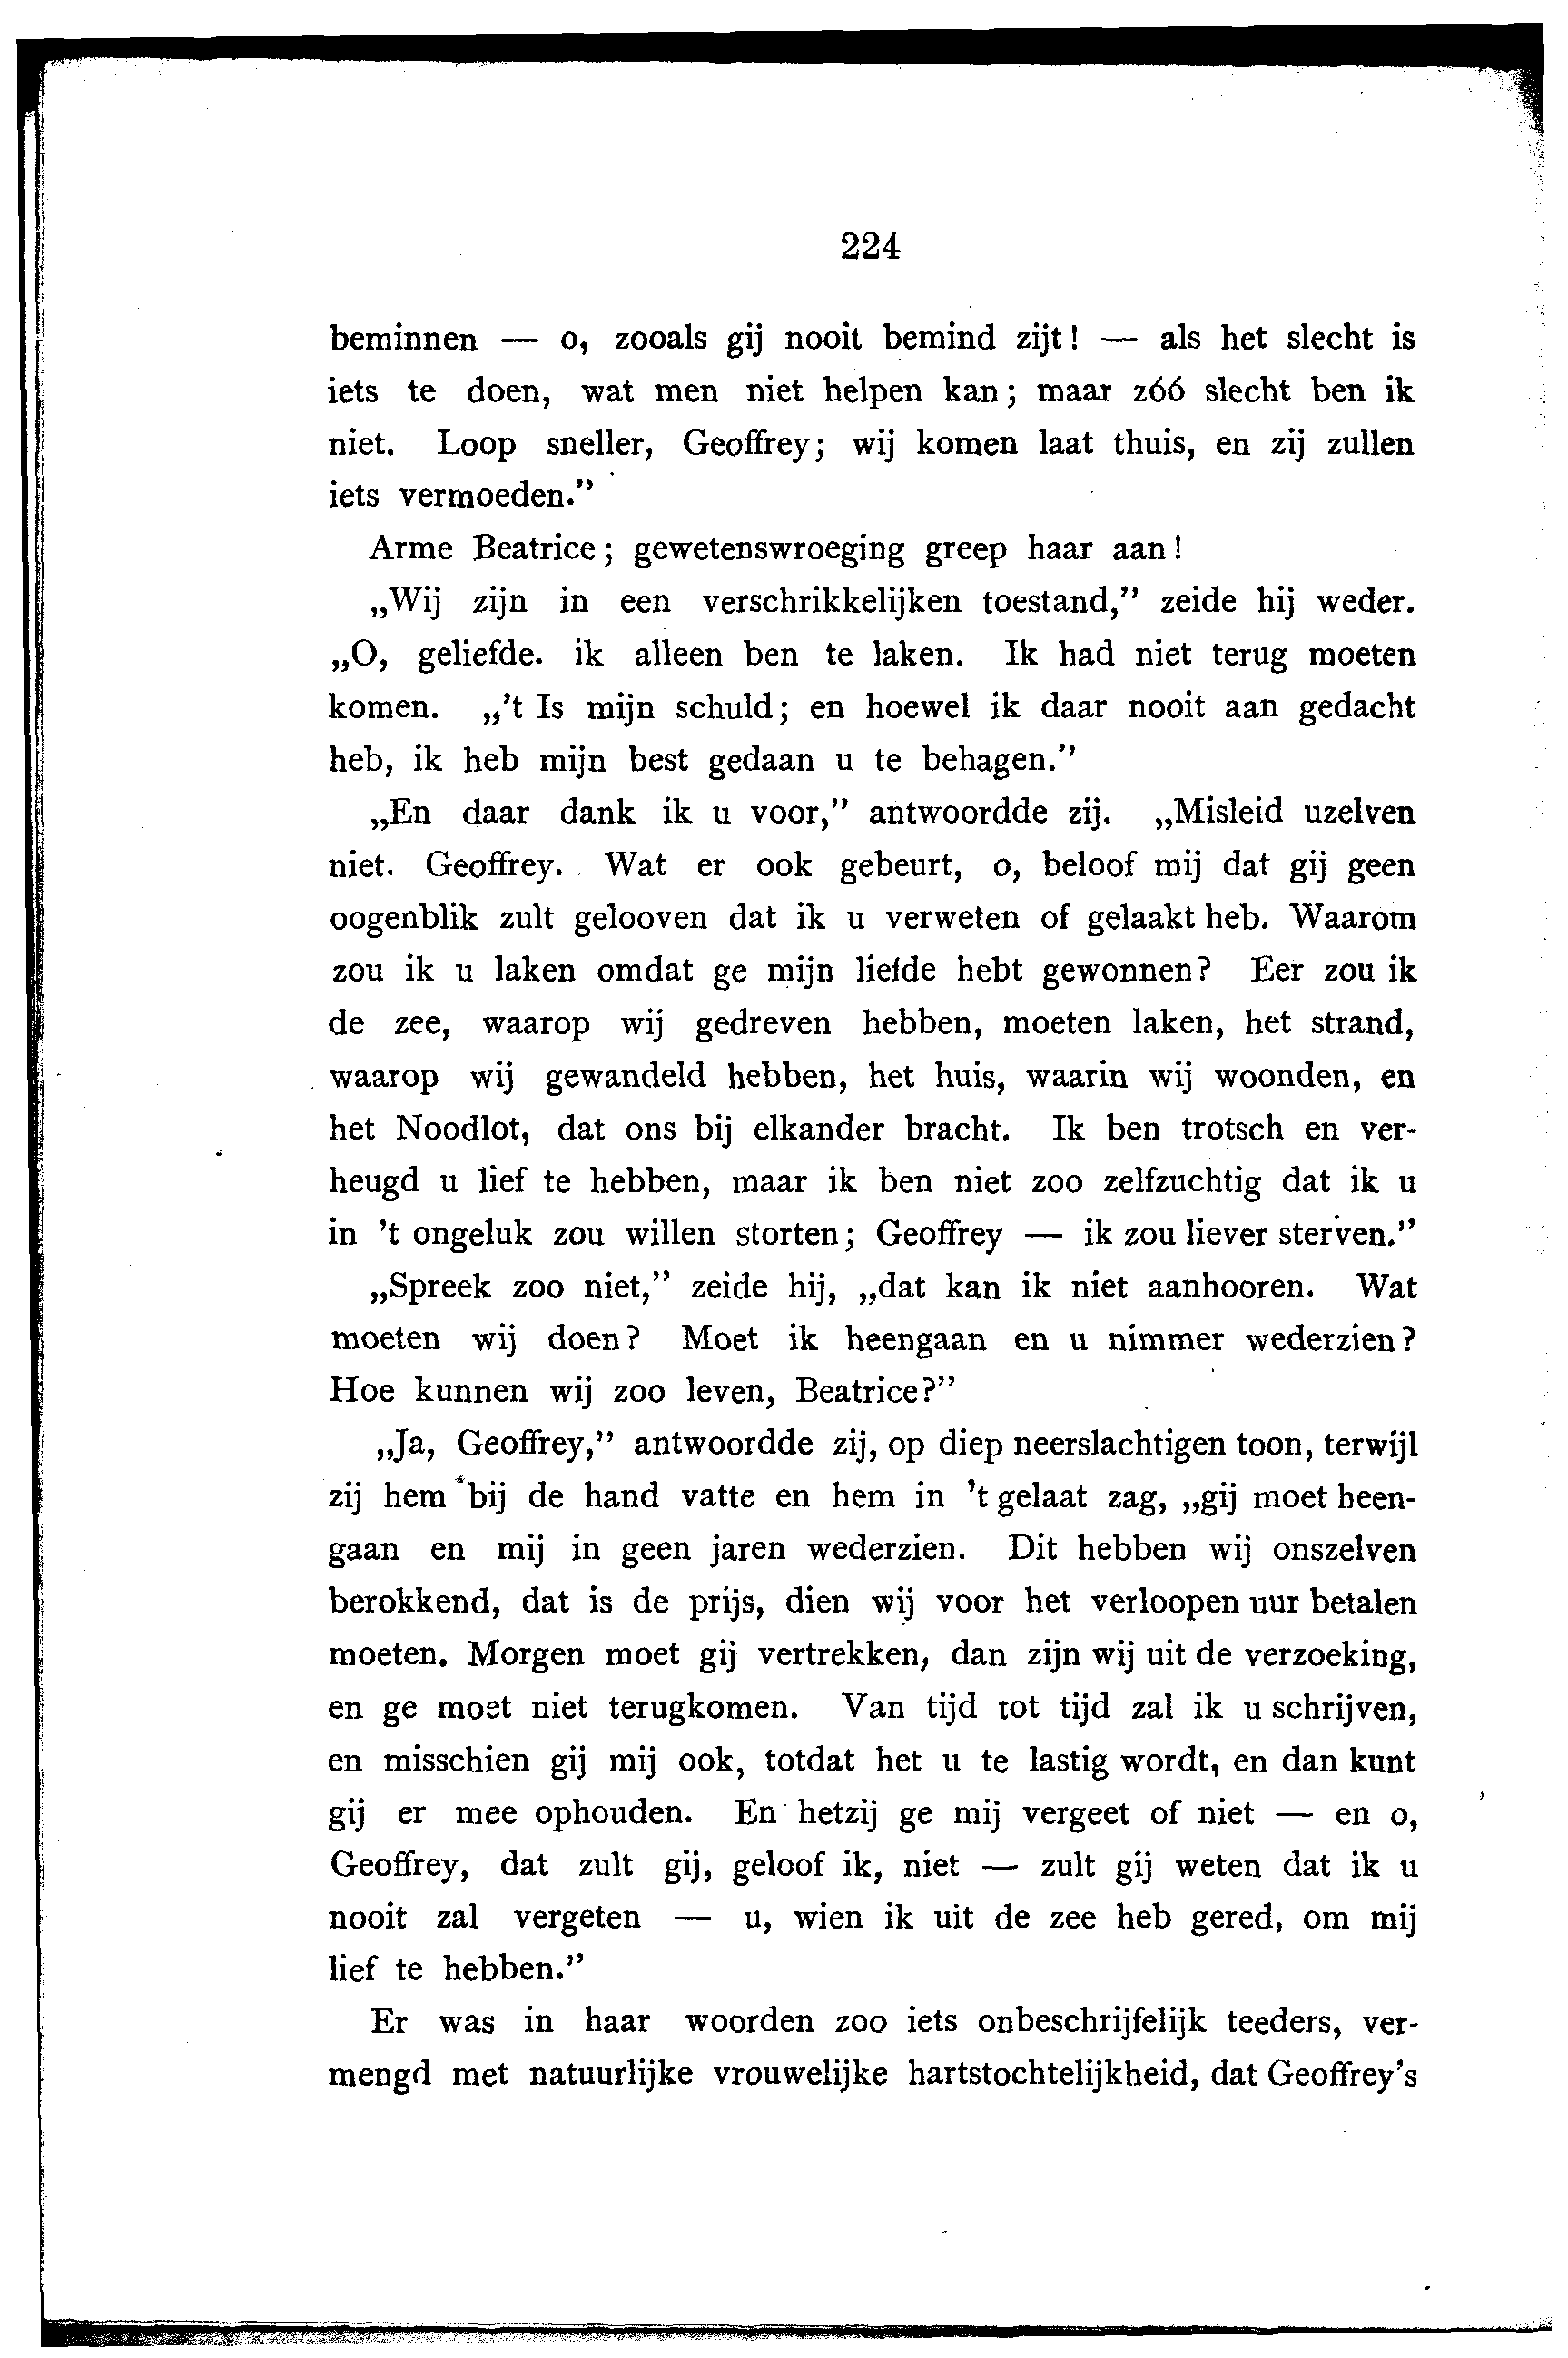 224
beminnen — o, zooals gij nooit bemind zijt! — als het slecht is
iets te doen, wat men niet helpen kan; maar zóó slecht ben ik
niet. Loop sneller, Geoffrey; wij komen laat thuis, en zij zullen
iets vermoeden.”
Arme Beatrice; gewetenswroeging greep haar aan!
„Wij zijn in een verschrikkelijken toestand,” zeide hij weder.
„O, geliefde. ik alleen ben te laken. Ik had niet terug moeten
komen. „’t Is mijn schuld; en hoewel ik daar nooit aan gedacht
heb, ik heb mijn best gedaan u te behagen.”
„En daar dank ik u voor,” antwoordde zij. „Misleid uzelven
niet. Geoffrey. Wat er ook gebeurt, o, beloof mij dat gij geen
oogenblik zult gelooven dat ik u verweten of gelaakt heb. Waarom
zou ik u laken omdat ge mijn liefde hebt gewonnen? Eer zou ik
de zee, waarop wij gedreven hebben, moeten laken, het strand,
waarop wij gewandeld hebben, het huis, waarin wij woonden, en
het Noodlot, dat ons bij elkander bracht. Ik ben trotsch en ver-
heugd u lief te hebben, maar ik ben niet zoo zelfzuchtig dat ik u
in ’t ongeluk zou willen storten; Geoffrey — ik zou liever sterven.”
„Spreek zoo niet,” zeide hij, „dat kan ik niet aanhooren. Wat
moeten wij doen? Moet ik heengaan en u nimmer wederzien?
Hoe kunnen wij zoo leven, Beatrice?”
„Ja, Geoffrey,” antwoordde zij, op diep neerslachtigen toon, terwijl
zij hem bij de hand vatte en hem in ’t gelaat zag, „gij moet heen-
gaan en mij in geen jaren wederzien. Dit hebben wij onszelven
berokkend, dat is de prijs, dien wij voor het verloopen uur betalen
moeten. Morgen moet gij vertrekken, dan zijn wij uit de verzoeking,
en ge moet niet terugkomen. Van tijd tot tijd zal ik u schrijven,
en misschien gij mij ook, totdat het u te lastig wordt, en dan kunt
gij er mee ophouden. En hetzij ge mij vergeet of niet — en o,
Geoffrey, dat zult gij, geloof ik, niet — zult gij weten dat ik u
nooit zal vergeten — u, wien ik uit de zee heb gered, om mij
lief te hebben.”
Er was in haar woorden zoo iets onbeschrijfelijk teeders, ver-
mengd met natuurlijke vrouwelijke hartstochtelijkheid, dat Geoffrey’s